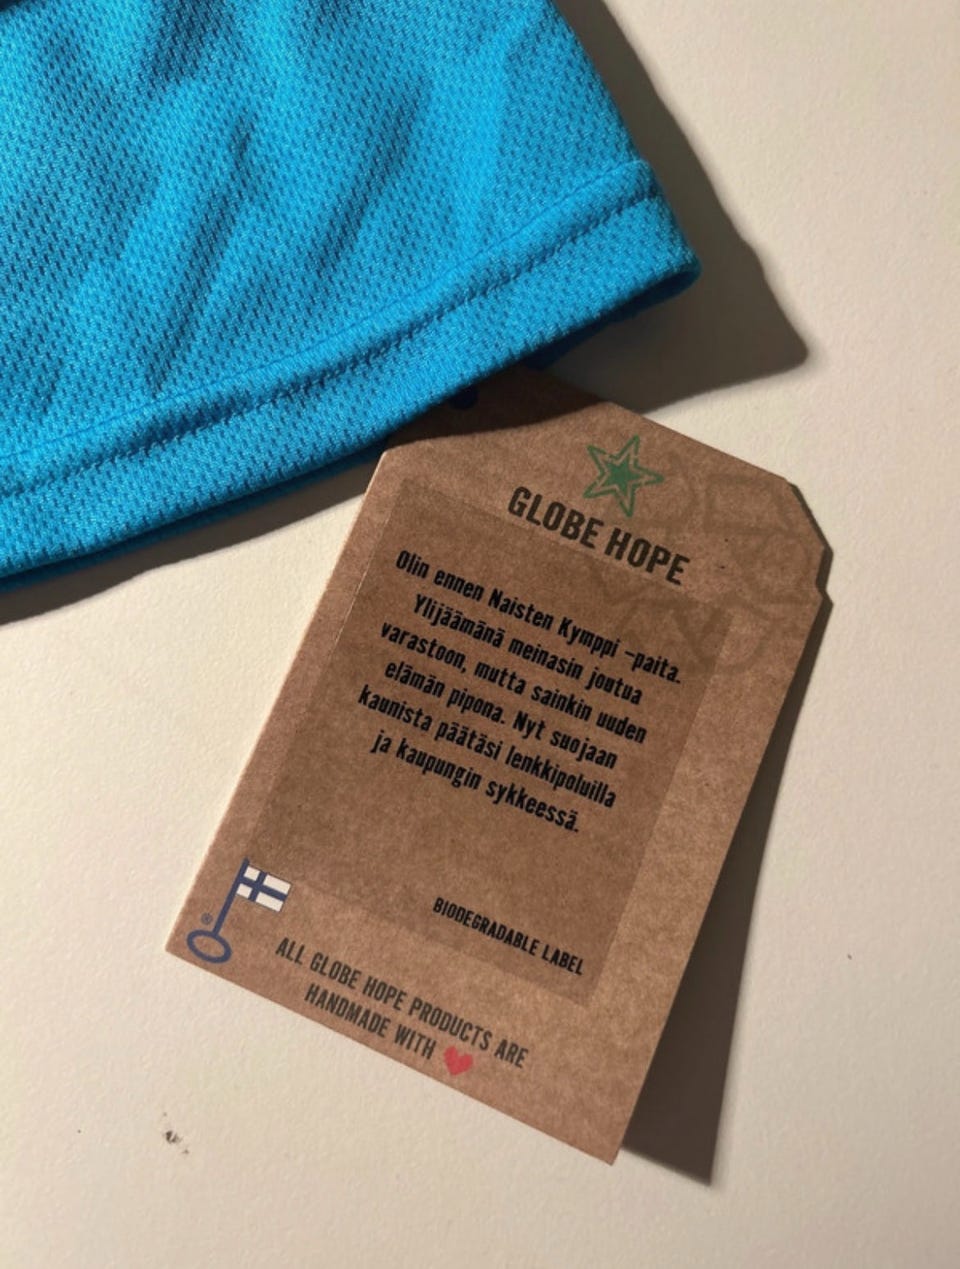 GLOBE HOPE
Olin ennen Naisten Kymppi –paita.
Ylijäämänä meinasin joutua
varastoon, mutta sainkin uuden
elämän pipona. Nyt suojaan
kaunista päätäsi lenkkipoluilla
ja kaupungin sykkeessä.
BIODEGRADABLE LABEL
®
ALL GLOBE HOPE PRODUCTS ARE
HANDMADE WITH